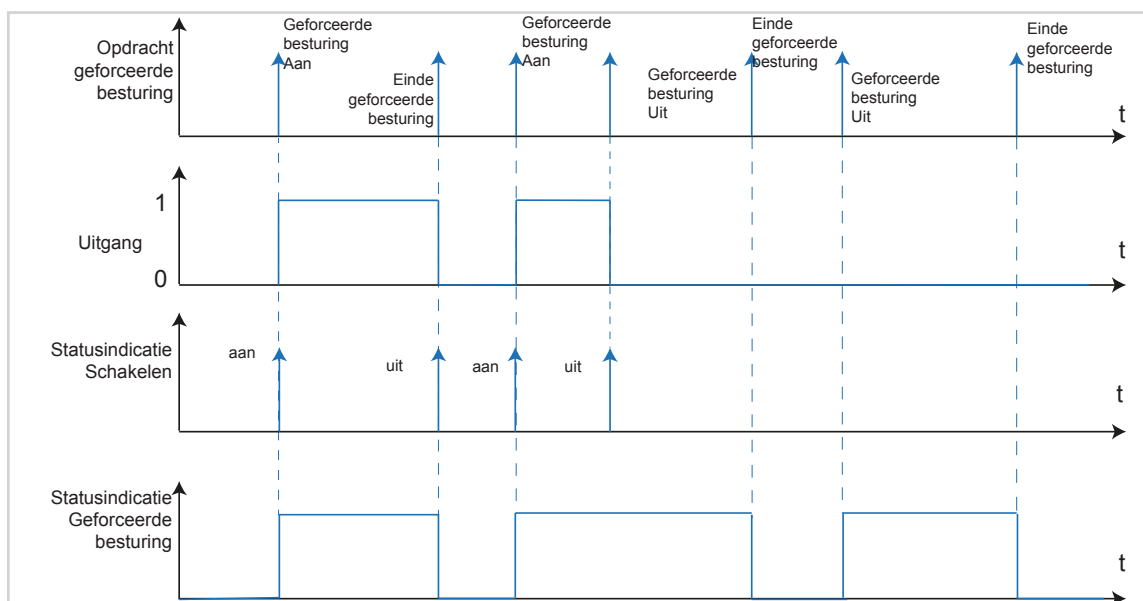 Opdracht
geforceerde
besturing
Geforceerde
besturing
Aan
Einde
geforceerde
besturing
Geforceerde
besturing
Aan
Geforceerde
besturing
Uit
Einde
geforceerde
besturing
Geforceerde
besturing
Uit
Einde
geforceerde
besturing
t
Uitgang
1
0
t
Statusindicatie
Schakelen
aan
uit
aan
uit
t
Statusindicatie
Geforceerde
besturing
t